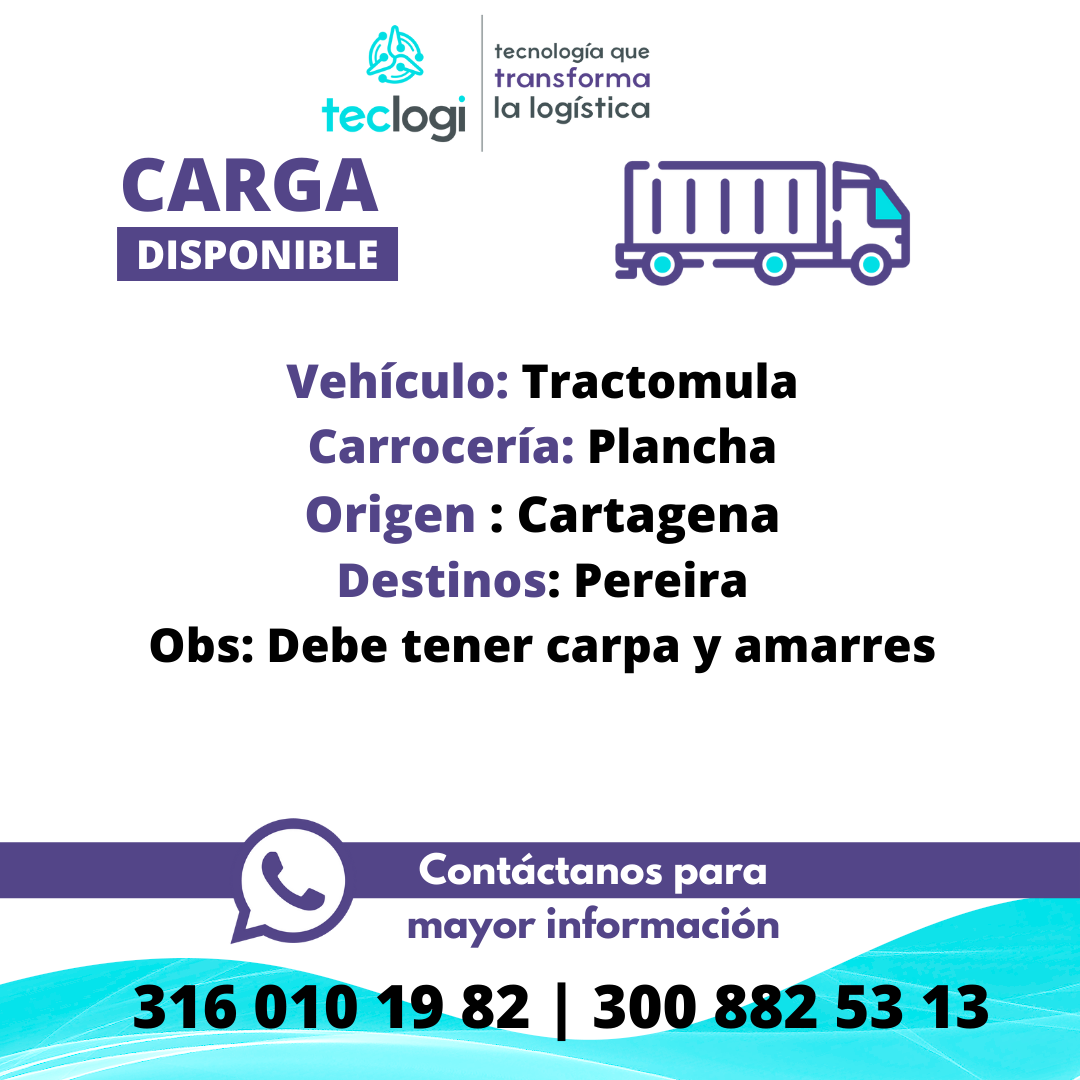 teclogi
tecnología que
transforma
la logística
CARGA
DISPONIBLE
Vehículo: Tractomula
Carrocería: Plancha
Origen : Cartagena
Destinos: Pereira
Obs: Debe tener carpa y amarres
Contáctanos para
mayor información
316 010 19 82 | 300 882 53 13